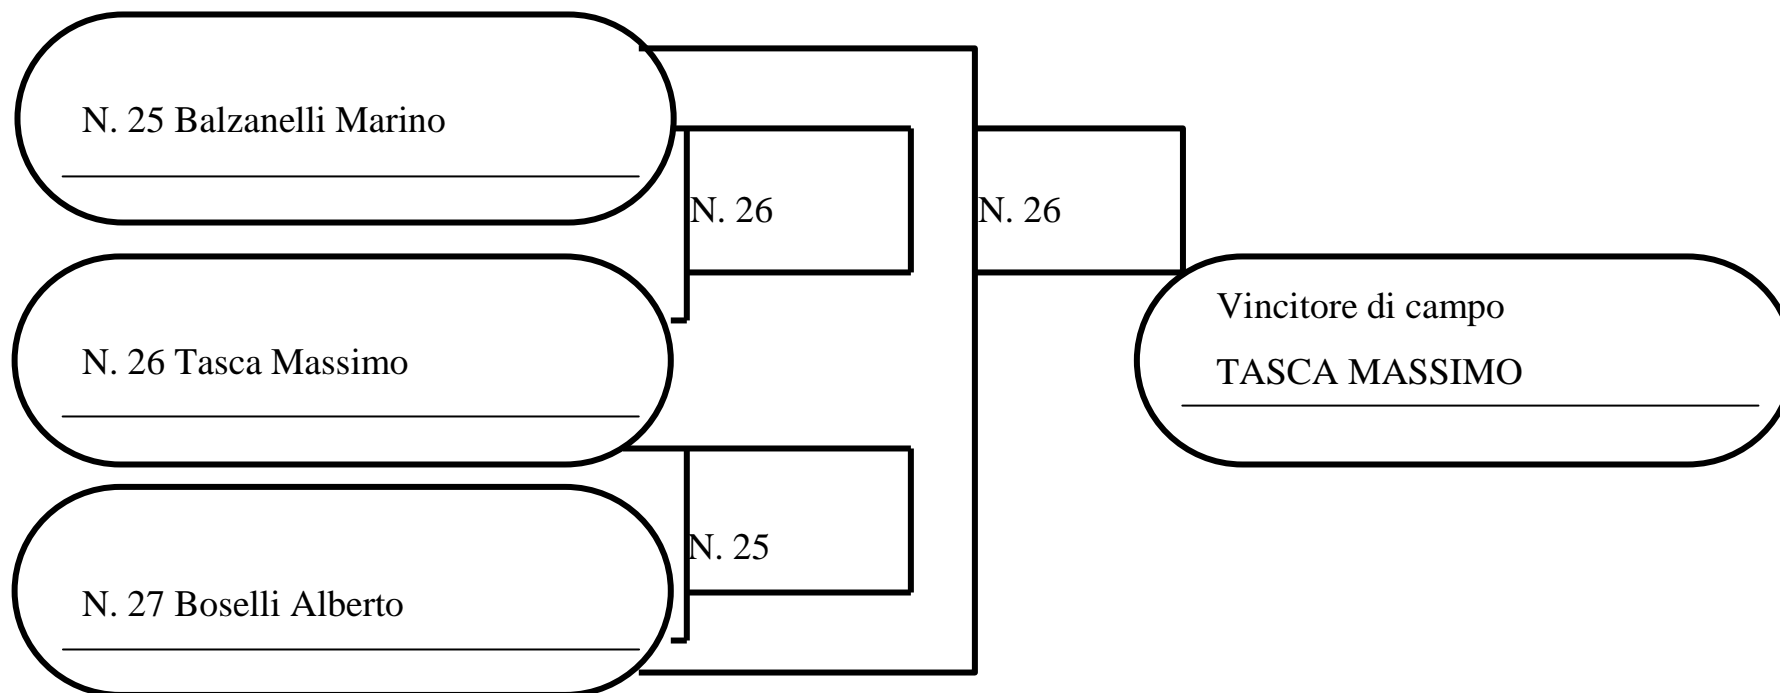 N. 25 Balzanelli Marino
N. 26
N. 26
N. 26 Tasca Massimo
Vincitore di campo
TASCA MASSIMO
N. 25
N. 27 Boselli Alberto